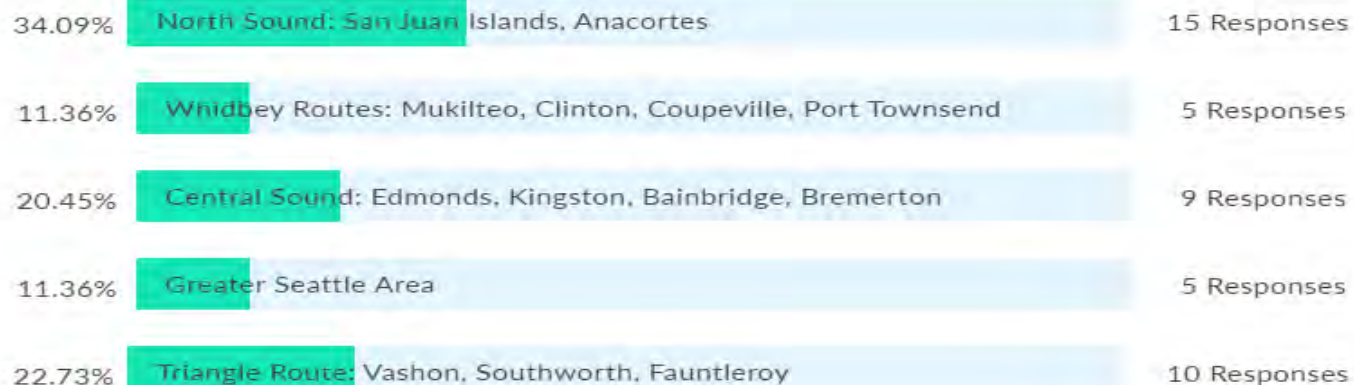 34.09% North Sound: San Juan Islands, Anacortes 15 Responses
11.36% Whidbey Routes: Mukilteo, Clinton, Coupeville, Port Townsend 5 Responses
20.45% Central Sound: Edmonds, Kingston, Bainbridge, Bremerton 9 Responses
11.36% Greater Seattle Area 5 Responses
22.73% Triangle Route: Vashon, Southworth, Fauntleroy 10 Responses